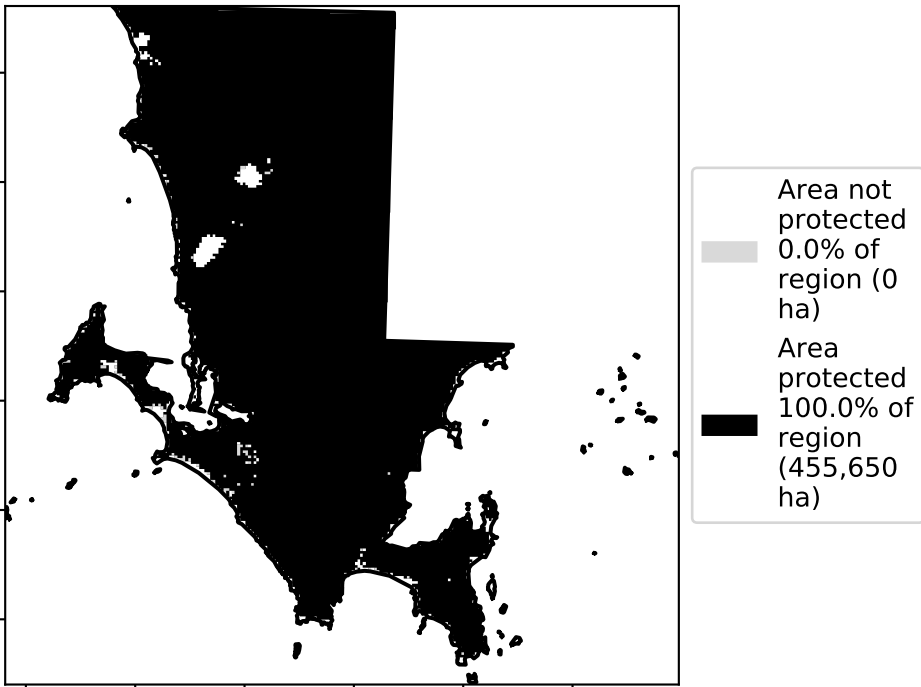 Area not
protected
0.0% of
region (0
ha)
Area
protected
100.0% of
region
(455,650
ha)